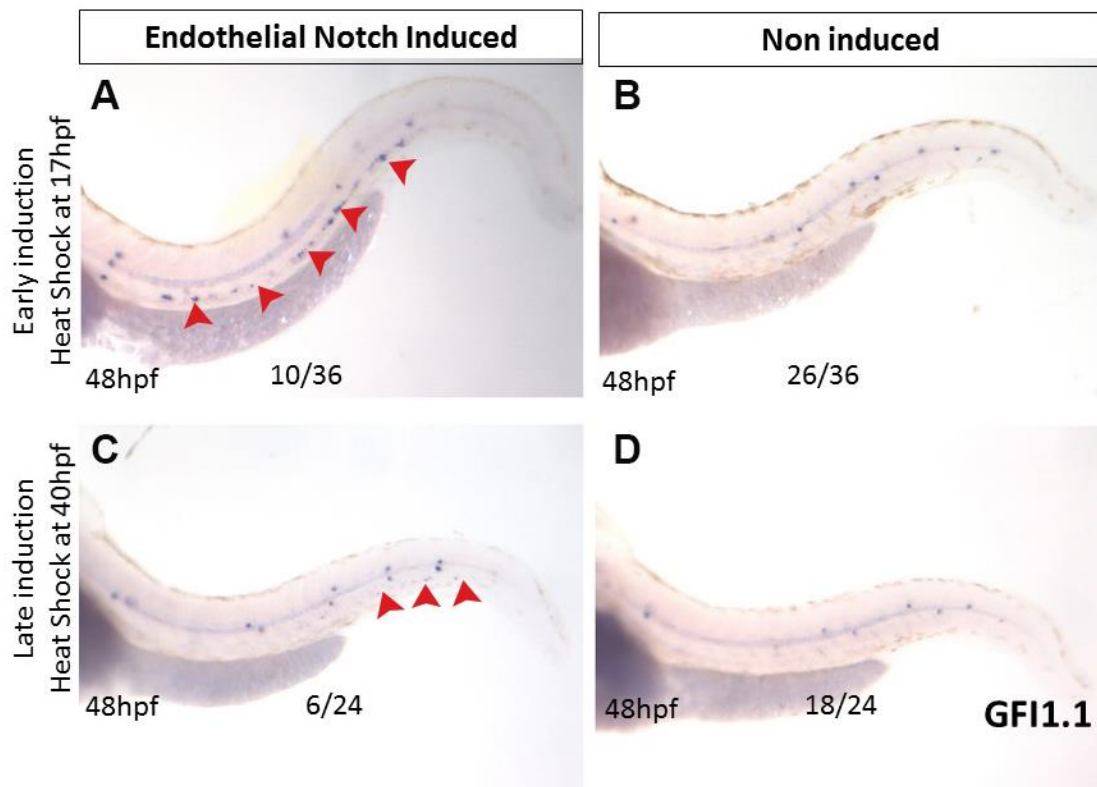 Endothelial Notch Induced
Non induced
Early induction
Heat Shock at 17hpf
A
48hpf
10/36
B
48hpf
26/36
Late induction
Heat Shock at 40hpf
C
48hpf
6/24
D
48hpf
18/24
GFI1.1